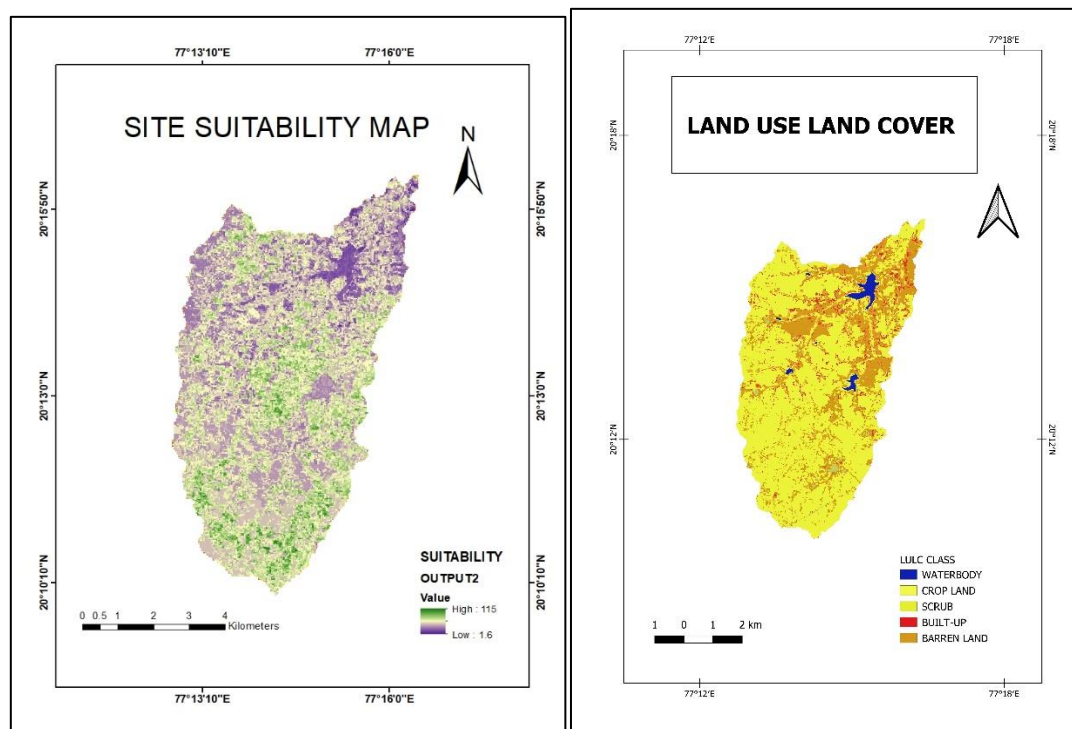 77°13'10"E 77°16'0"E
SITE SUITABILITY MAP
N
20°15'50"N
20°15'50"N
20°13'0"N
20°13'0"N
20°10'10"N
20°10'10"N
SUITABILITY
OUTPUT2
Value
High : 115
Low : 1.6
0 0.5 1 2 3 4
Kilometers
77°13'10"E 77°16'0"E
77°12'E 77°18'E
LAND USE LAND COVER
20°18'N
20°18'N
20°12'N
20°12'N
LULC CLASS
WATERBODY
CROP LAND
SCRUB
BUILT-UP
BARREN LAND
1 0 1 2 km
77°12'E 77°18'E